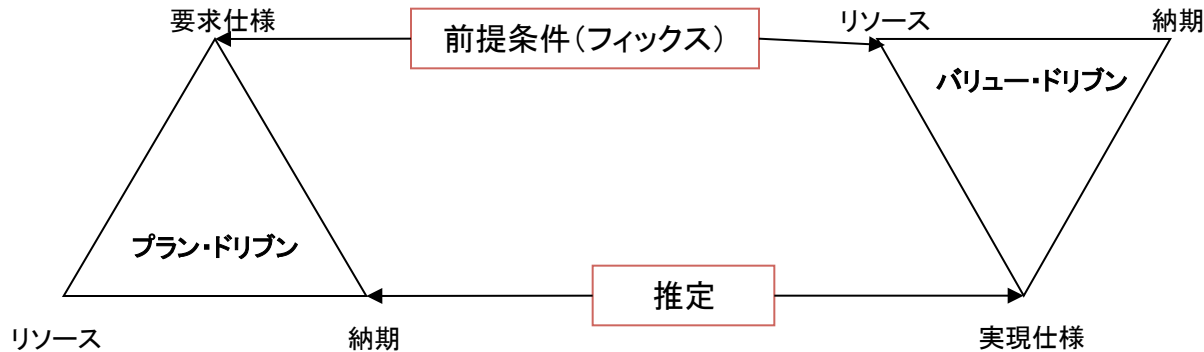 要求仕様
前提条件(フィックス)
リソース
納期
バリュー・ドリブン
プラン・ドリブン
推定
リソース
納期
実現仕様